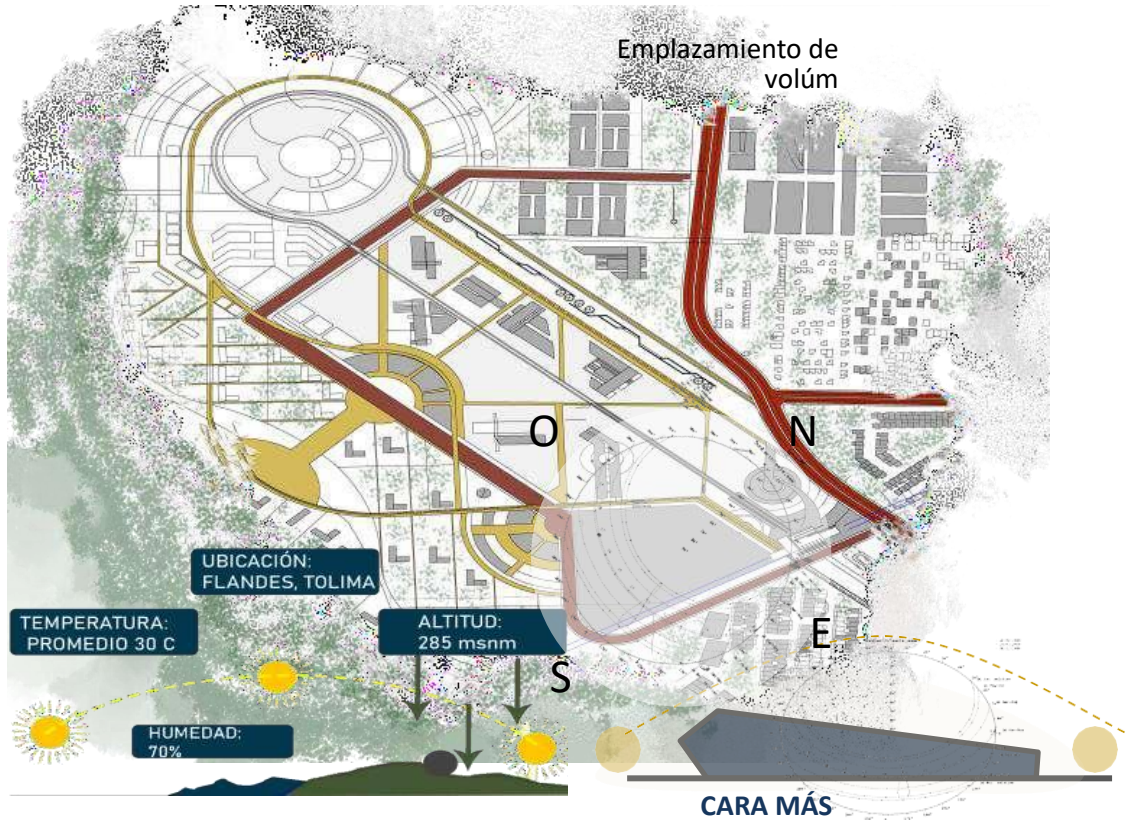 Emplazamiento de
volúm
O
N
UBICACIÓN:
FLANDES, TOLIMA
TEMPERATURA:
PROMEDIO 30 C
ALTITUD:
285 msnm
E
S
HUMEDAD:
70%
CARA MÁS